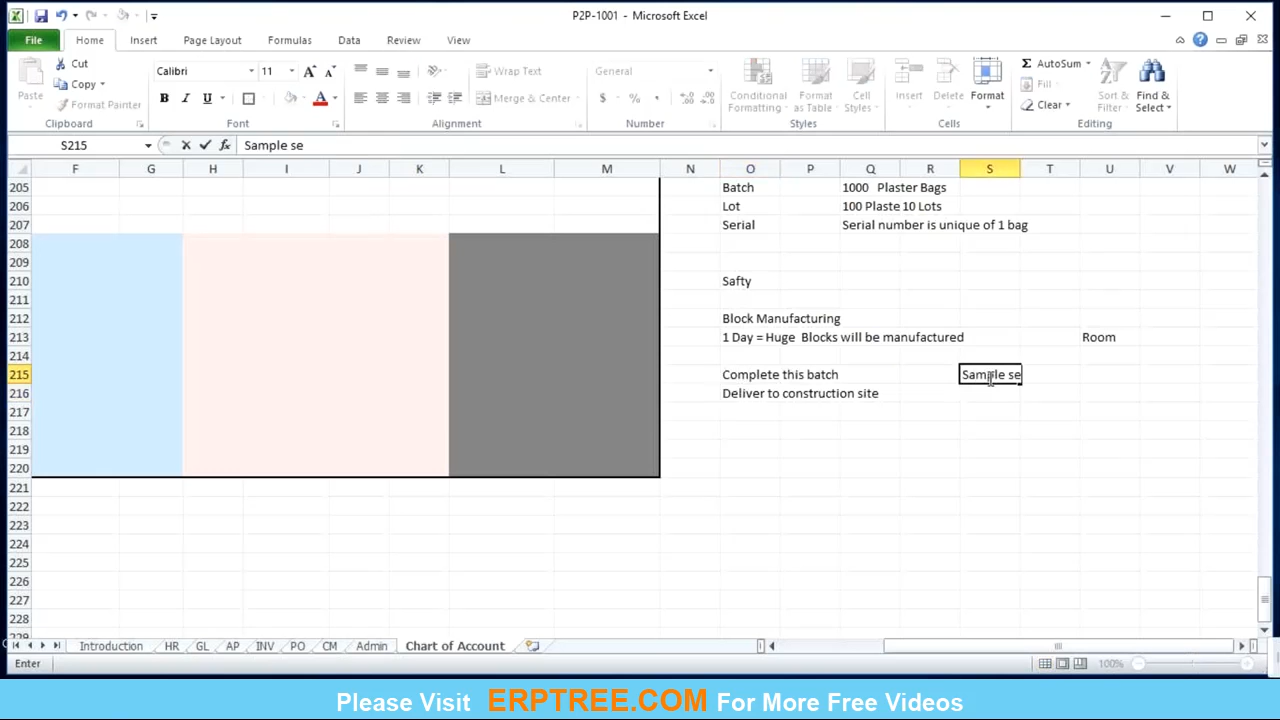 P2P-1001 - Microsoft Excel
File Home Insert Page Layout Formulas Data Review View
Paste
Cut
Copy
Format Painter
Clipboard
Calibri 11
B I U
Font
Wrap Text
Merge & Center
Alignment
General
$ % ,
Number
Conditional Formatting
Format as Table
Cell Styles
Styles
Insert Delete Format
Cells
AutoSum
Fill
Clear
Sort & Filter
Find & Select
Editing
S215 fx Sample se
F G H I J K L M N O P Q R S T U V W
205 Batch 1000 Plaster Bags
206 Lot 100 Plaste 10 Lots
207 Serial Serial number is unique of 1 bag
208
209
210 Safty
211
212 Block Manufacturing
213 1 Day = Huge Blocks will be manufactured Room
214
215 Complete this batch Sample se
216 Deliver to construction site
217
218
219
220
221
222
223
224
225
226
227
228
229
Introduction HR GL AP INV PO CM Admin Chart of Account
Enter 100%
Please Visit ERPTREE.COM For More Free Videos